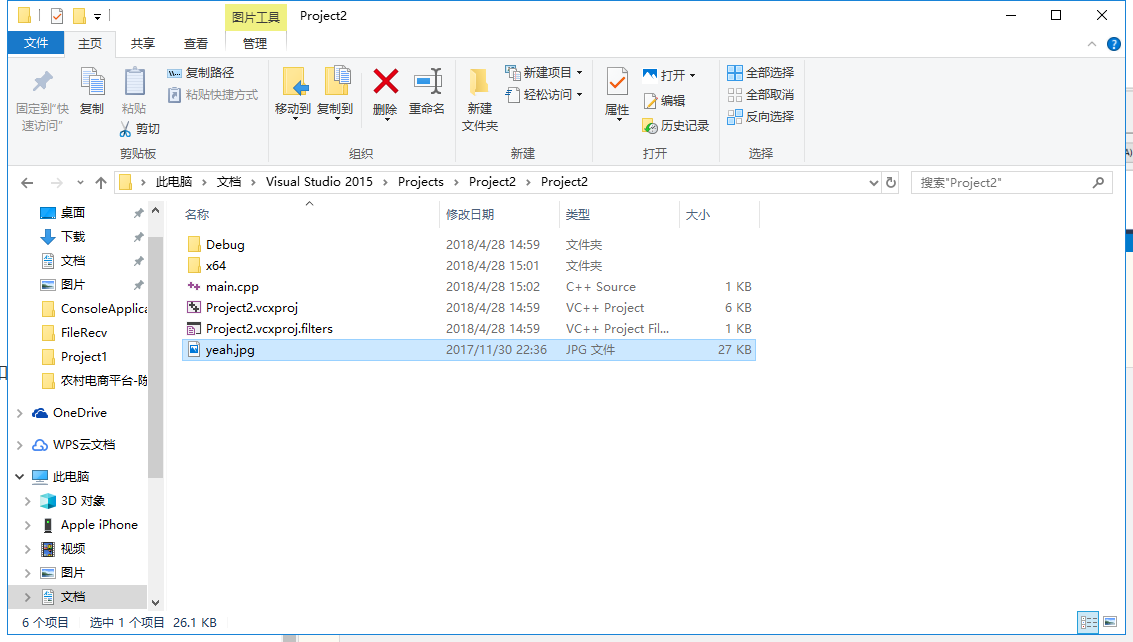 图片工具 Project2
文件 主页 共享 查看 管理
固定到"快速访问"
复制
粘贴
复制路径
粘贴快捷方式
剪切
剪贴板
移动到 复制到 删除 重命名
组织
新建文件夹
新建项目
轻松访问
新建
属性
打开
编辑
历史记录
打开
全部选择
全部取消
反向选择
选择
此电脑 文档 Visual Studio 2015 Projects Project2 Project2
搜索"Project2"
名称 修改日期 类型 大小
Debug 2018/4/28 14:59 文件夹
x64 2018/4/28 15:01 文件夹
main.cpp 2018/4/28 15:02 C++ Source 1 KB
Project2.vcxproj 2018/4/28 14:59 VC++ Project 6 KB
Project2.vcxproj.filters 2018/4/28 14:59 VC++ Project Fil... 1 KB
yeah.jpg 2017/11/30 22:36 JPG 文件 27 KB
桌面
下载
文档
图片
ConsoleApplica
FileRecv
Project1
农村电商平台-陈
OneDrive
WPS云文档
此电脑
3D 对象
Apple iPhone
视频
图片
文档
6 个项目 选中 1 个项目 26.1 KB